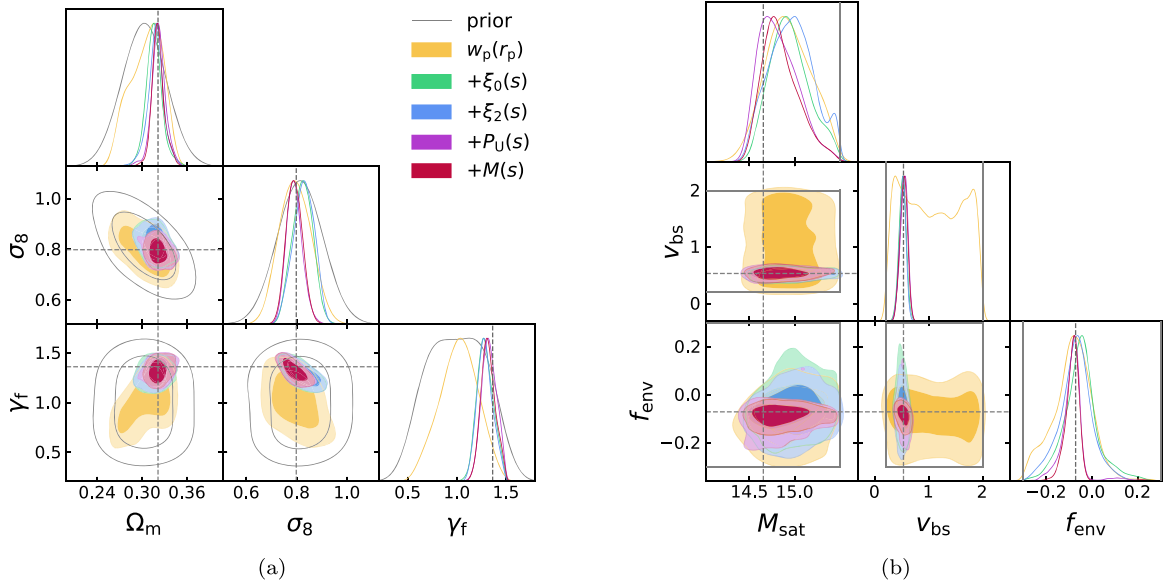 prior
w_p(r_p)
+ξ_0(s)
+ξ_2(s)
+P_U(s)
+M(s)
1.0
0.8
0.6
σ_8
1.5
1.0
0.5
γ_f
0.24 0.32 0.36
0.6 0.8 1.0
0.5 1.0 1.5
Ω_m σ_8 γ_f
(a)
2
1
0
v_bs
0.2
0.0
−0.2
f_env
14.5 15.0
0 1 2
−0.2 0.0
M_sat v_bs f_env
(b)